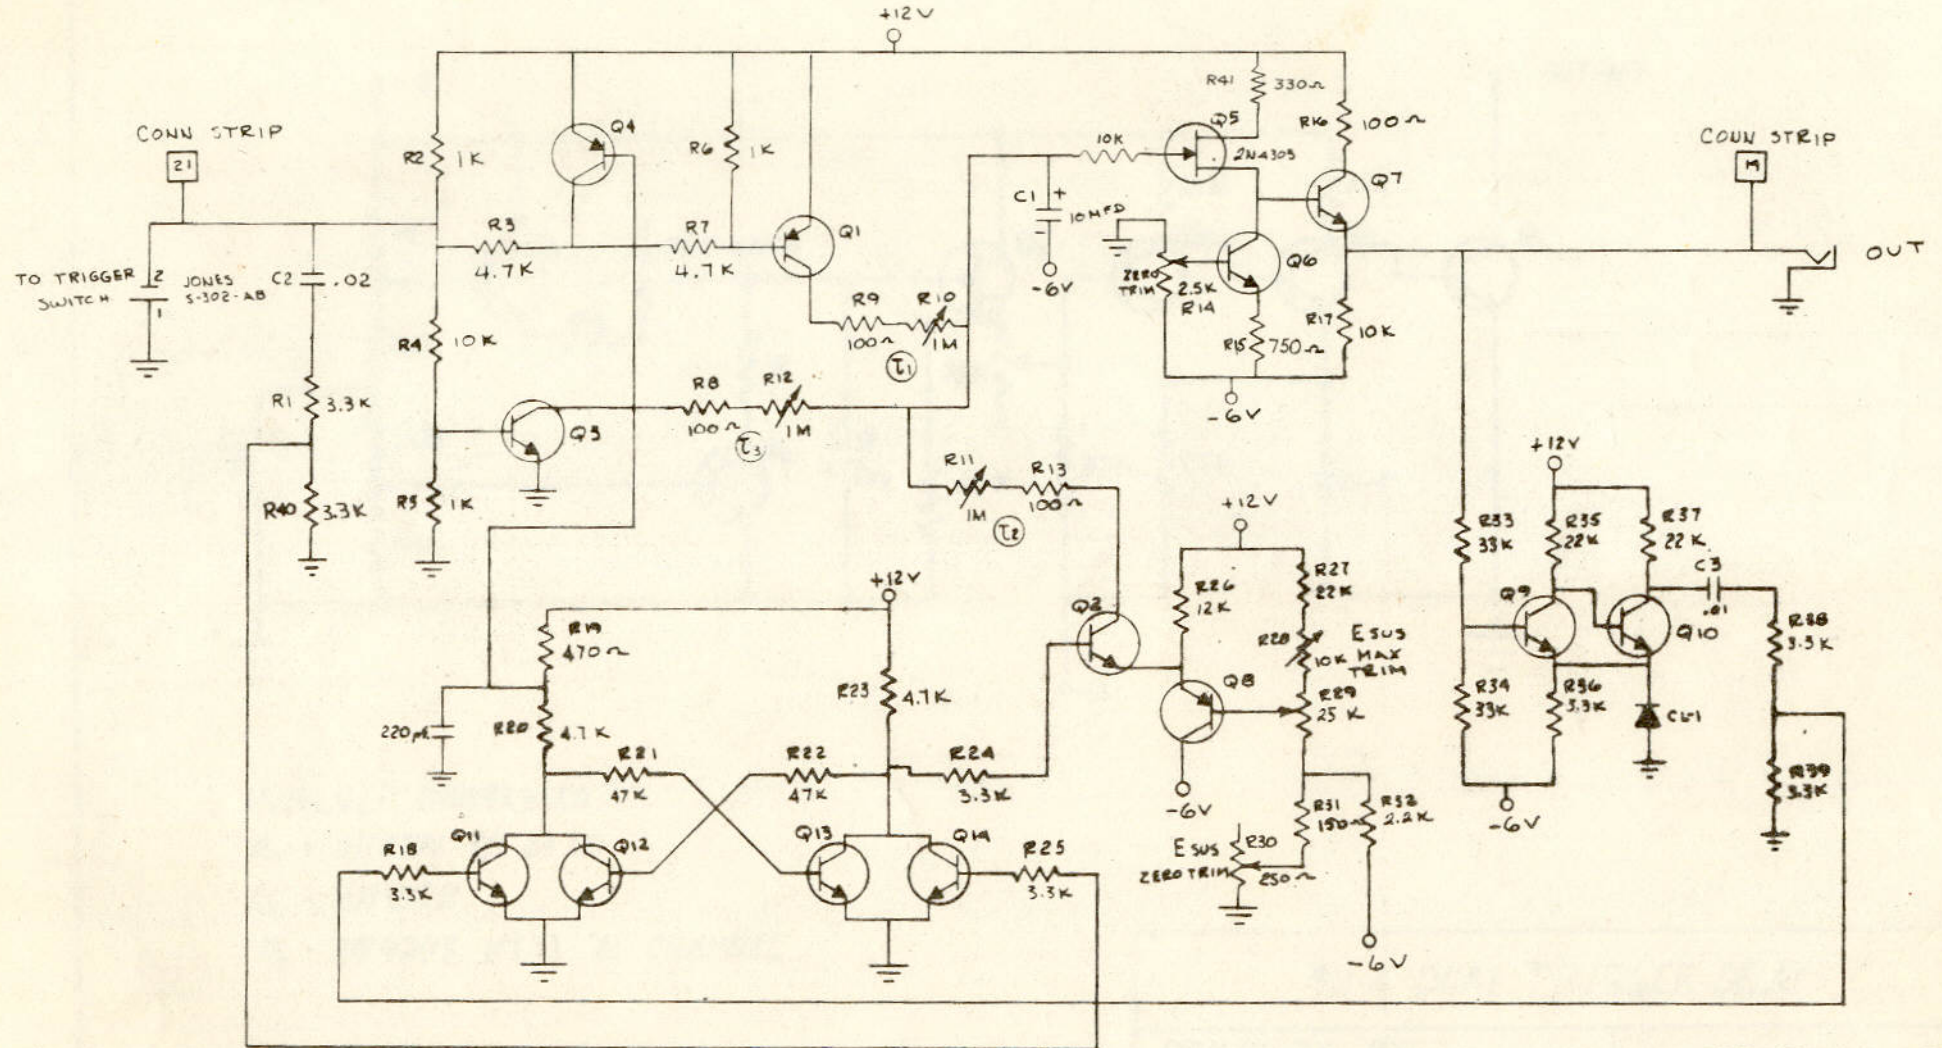 +12V
CONN STRIP
21
R2 1K
Q4
R6 1K
R41 330Ω
Q5
2N4303
10K
R16 100Ω
Q7
CONN STRIP
R3
4.7K
R7
4.7K
Q1
C1 +
10MFD
-
-6V
ZERO
TRIM
2.5K
R14
Q6
R15 750Ω
R17
10K
-6V
OUT
TO TRIGGER
SWITCH
2
1
JONES
S-302-AB
C2 .02
R4 10K
R9
100Ω
R10
1M
τ1
R1 3.3K
R8
100Ω
R12
1M
τ3
Q3
R40 3.3K
R5 1K
R11
1M
R13
100Ω
τ2
+12V
R33
33K
R35
22K
R37
22K
C3
.01
Q9
Q10
R38
3.3K
R34
33K
R36
3.3K
R39
3.3K
-6V
+12V
R26
12K
R27
22K
R28
10K
E SUS
MAX
TRIM
Q2
Q8
R29
25K
-6V
R31
150Ω
R32
2.2K
E SUS
ZERO TRIM
R30
250Ω
-6V
+12V
R19
470Ω
R23 4.7K
220pf
R20 4.7K
R21
47K
R22
47K
R24
3.3K
R18
3.3K
Q11
Q12
Q13
Q14
R25
3.3K